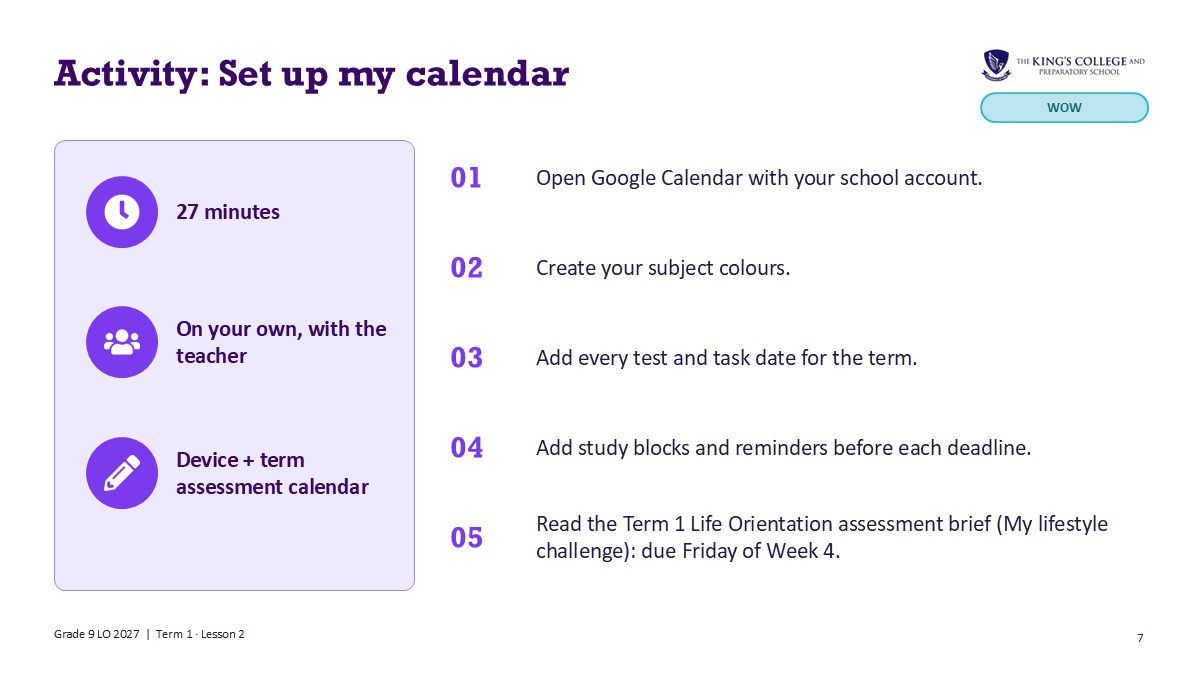 Activity: Set up my calendar
THE KING'S COLLEGE AND
PREPARATORY SCHOOL
WOW
27 minutes
On your own, with the
teacher
Device + term
assessment calendar
01 Open Google Calendar with your school account.
02 Create your subject colours.
03 Add every test and task date for the term.
04 Add study blocks and reminders before each deadline.
05 Read the Term 1 Life Orientation assessment brief (My lifestyle
challenge): due Friday of Week 4.
Grade 9 LO 2027 | Term 1 · Lesson 2
7